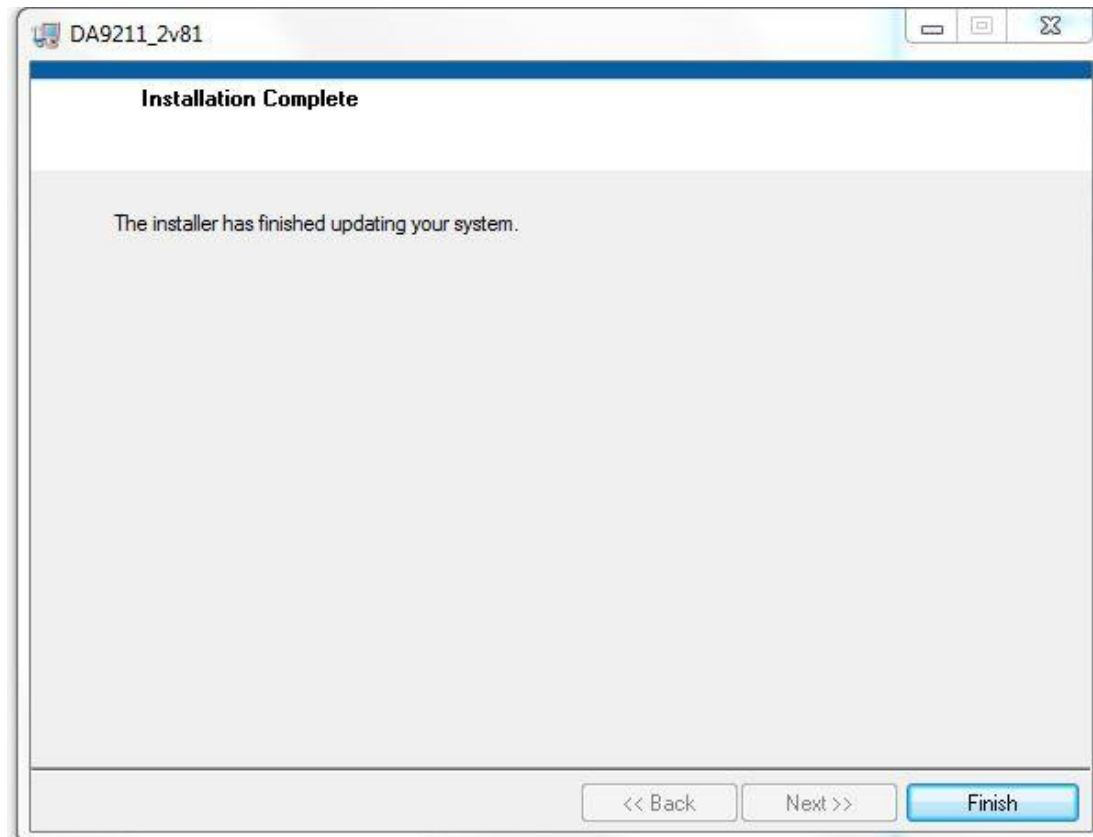 DA9211_2v81
Installation Complete
The installer has finished updating your system.
<< Back
Next >>
Finish